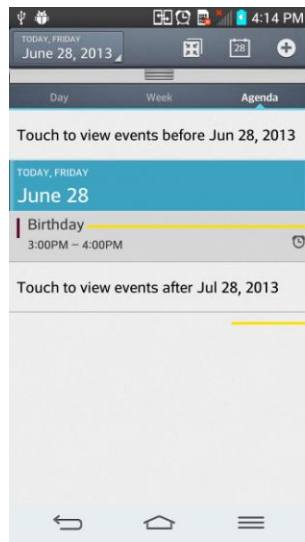 4:14 PM
TODAY, FRIDAY
June 28, 2013
28
Day Week Agenda
Touch to view events before Jun 28, 2013
TODAY, FRIDAY
June 28
Birthday
3:00PM – 4:00PM
Touch to view events after Jul 28, 2013